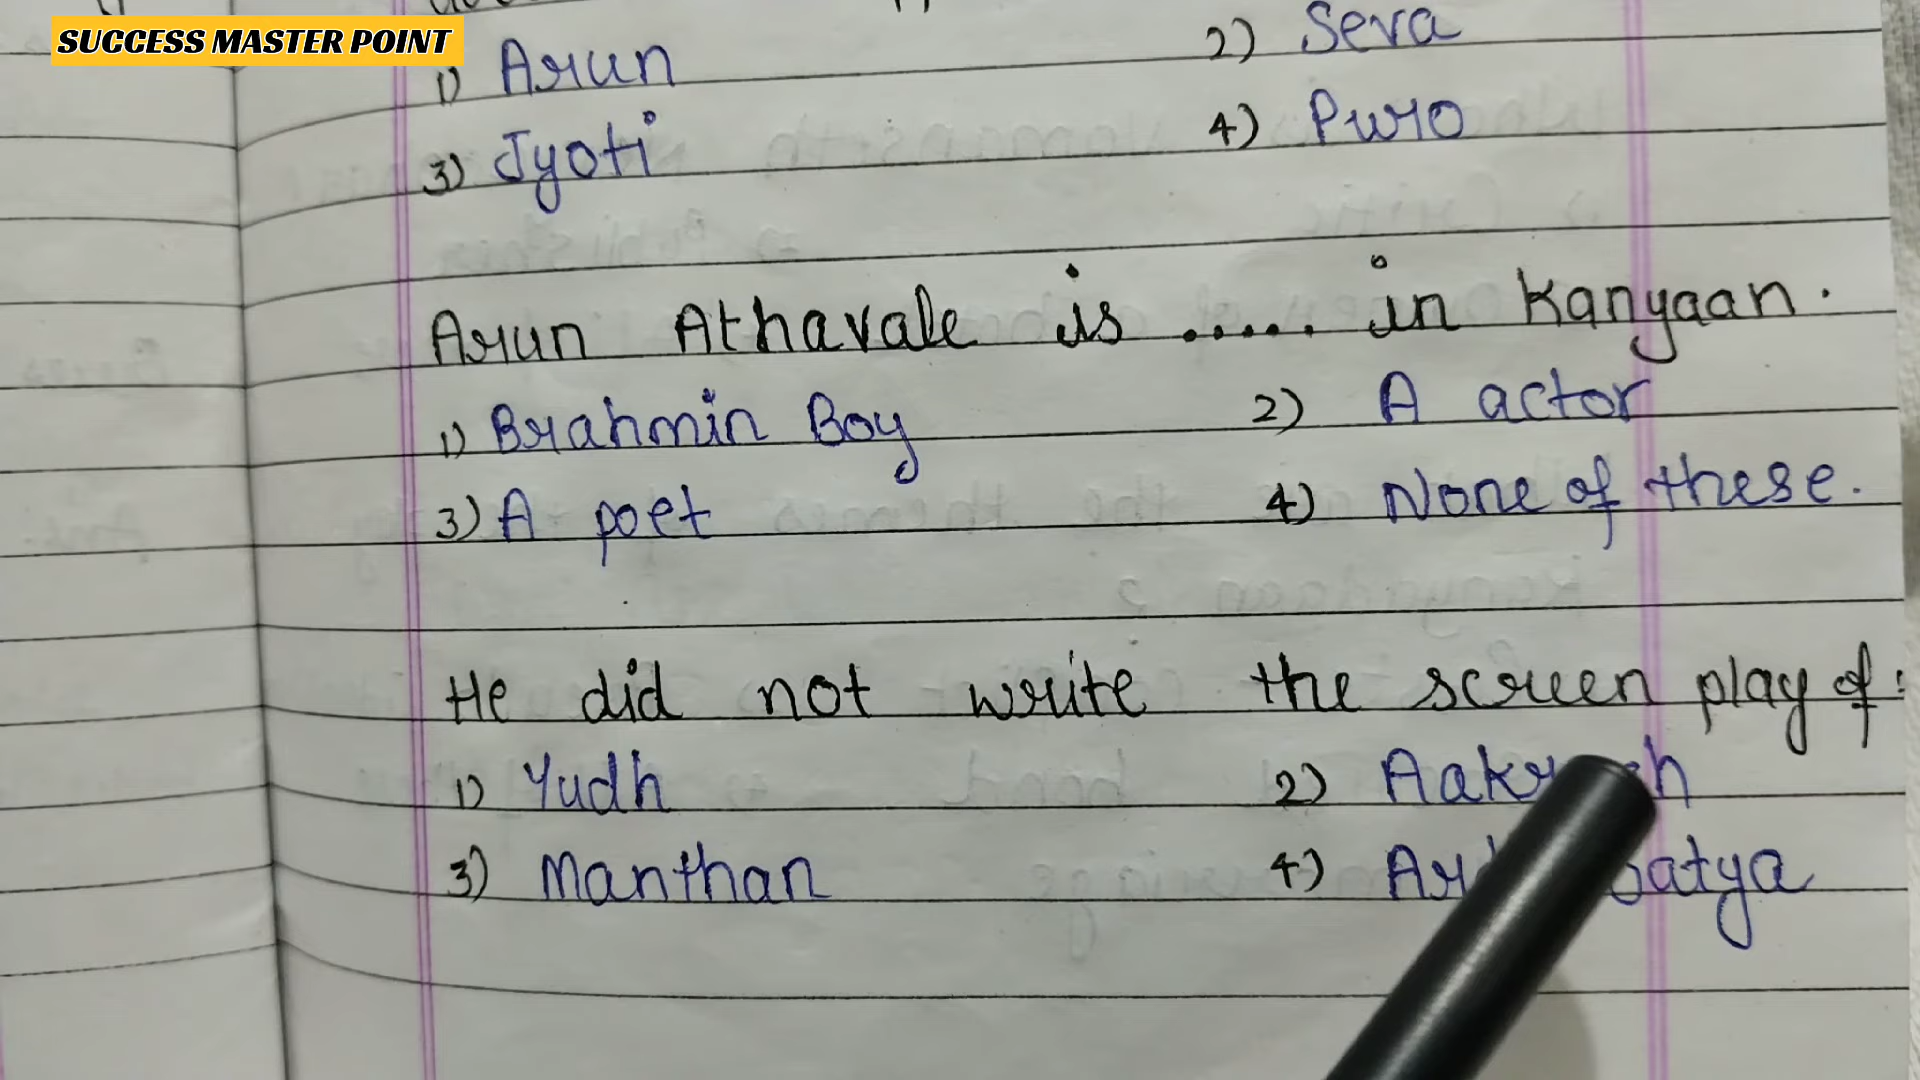 SUCCESS MASTER POINT
1) Arun 2) Seva
3) Jyoti 4) Puro
Arun Athavale is ..... in Kanyaan.
1) Brahmin Boy 2) A actor
3) A poet 4) None of these.
He did not write the screen play of:
1) Yudh 2)
3) Manthan 4)